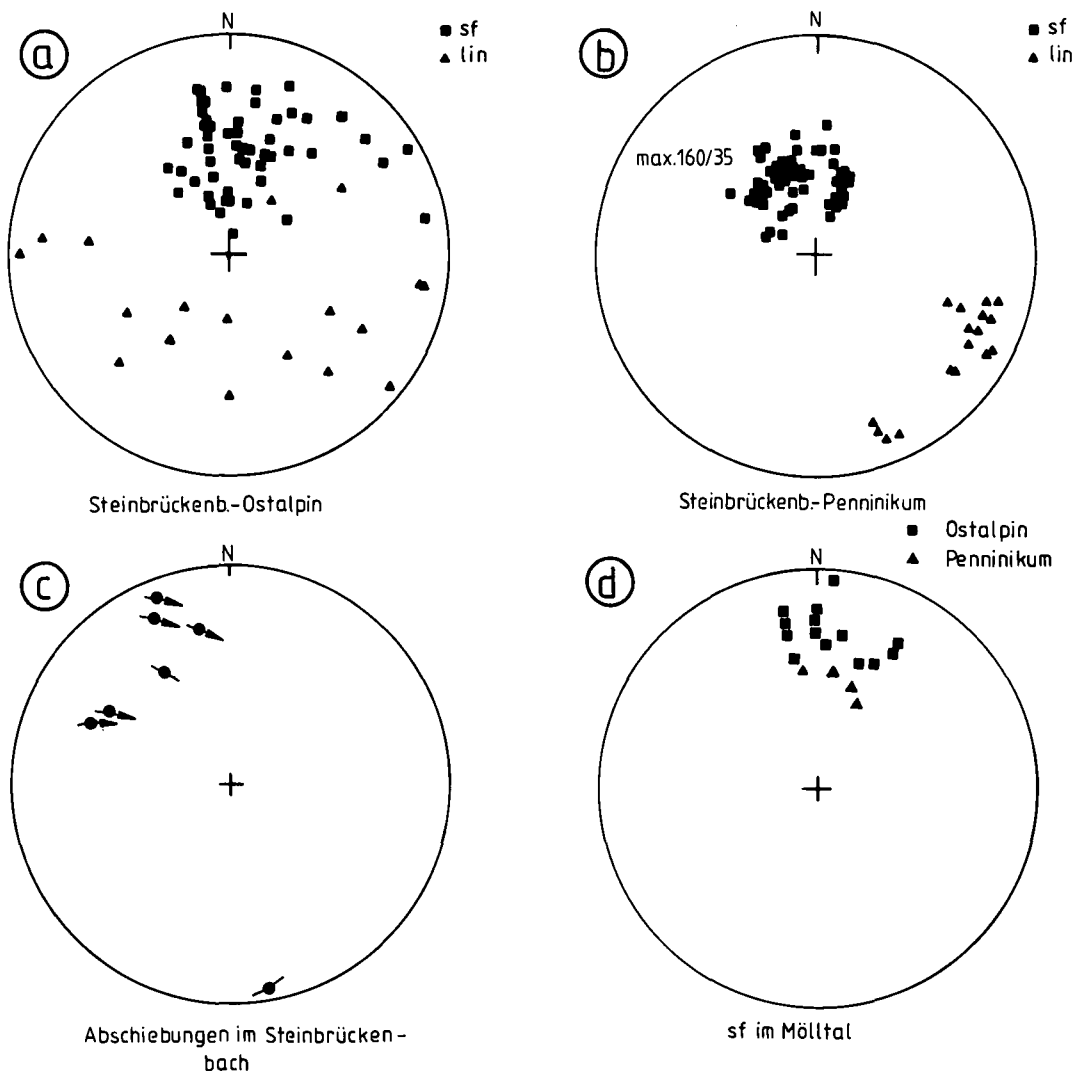 a
N
sf
lin
Steinbrückenb.-Ostalpin
b
N
sf
lin
max.160/35
Steinbrückenb.-Penninikum
c
N
Abschiebungen im Steinbrücken-
bach
d
N
Ostalpin
Penninikum
sf im Mölltal